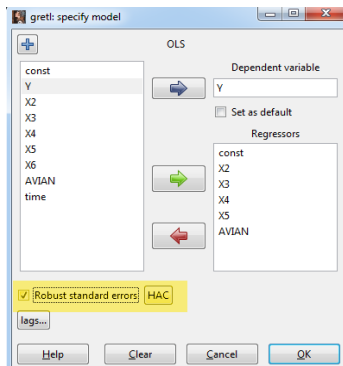 gretl: specify model
OLS
const
Y
X2
X3
X4
X5
X6
AVIAN
time
Dependent variable
Y
Set as default
Regressors
const
X2
X3
X4
X5
AVIAN
Robust standard errors HAC
lags...
Help Clear Cancel OK